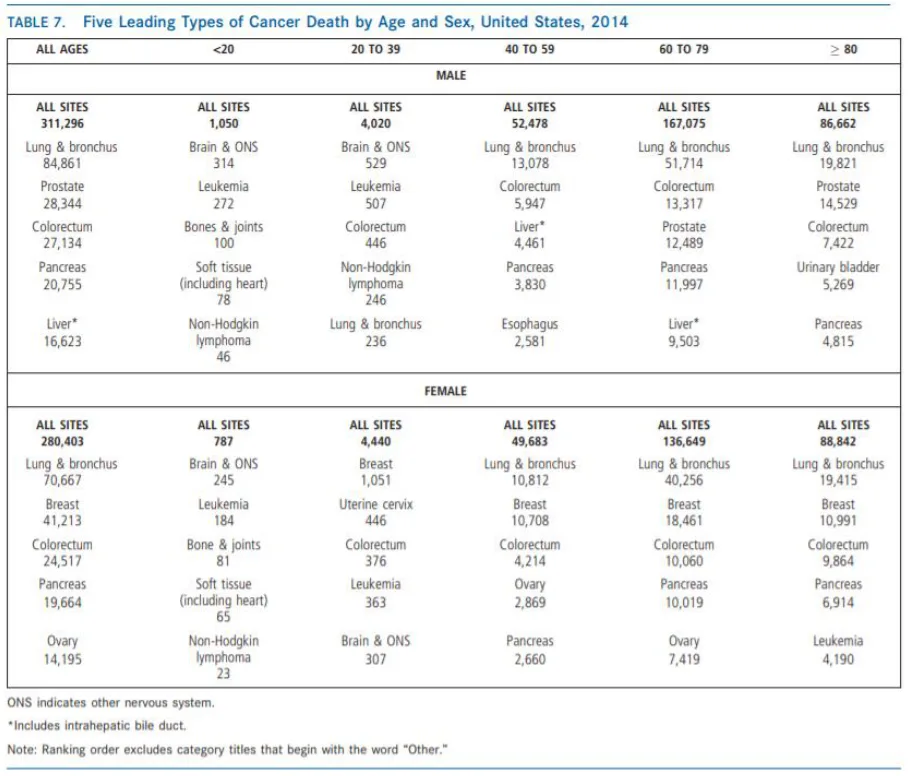 TABLE 7. Five Leading Types of Cancer Death by Age and Sex, United States, 2014
ALL AGES <20 20 TO 39 40 TO 59 60 TO 79 ≥ 80
MALE
ALL SITES ALL SITES ALL SITES ALL SITES ALL SITES ALL SITES
311,296 1,050 4,020 52,478 167,075 86,662
Lung & bronchus Brain & ONS Brain & ONS Lung & bronchus Lung & bronchus Lung & bronchus
84,861 314 529 13,078 51,714 19,821
Prostate Leukemia Leukemia Colorectum Colorectum Prostate
28,344 272 507 5,947 13,317 14,529
Colorectum Bones & joints Colorectum Liver* Prostate Colorectum
27,134 100 446 4,461 12,489 7,422
Pancreas Soft tissue Non-Hodgkin Pancreas Pancreas Urinary bladder
20,755 (including heart) lymphoma 3,830 11,997 5,269
78 246
Liver* Non-Hodgkin Lung & bronchus Esophagus Liver* Pancreas
16,623 lymphoma 236 2,581 9,503 4,815
46
FEMALE
ALL SITES ALL SITES ALL SITES ALL SITES ALL SITES ALL SITES
280,403 787 4,440 49,683 136,649 88,842
Lung & bronchus Brain & ONS Breast Lung & bronchus Lung & bronchus Lung & bronchus
70,667 245 1,051 10,812 40,256 19,415
Breast Leukemia Uterine cervix Breast Breast Breast
41,213 184 446 10,708 18,461 10,991
Colorectum Bone & joints Colorectum Colorectum Colorectum Colorectum
24,517 81 376 4,214 10,060 9,864
Pancreas Soft tissue Leukemia Ovary Pancreas Pancreas
19,664 (including heart) 363 2,869 10,019 6,914
65
Ovary Non-Hodgkin Brain & ONS Pancreas Ovary Leukemia
14,195 lymphoma 307 2,660 7,419 4,190
23
ONS indicates other nervous system.
*Includes intrahepatic bile duct.
Note: Ranking order excludes category titles that begin with the word “Other.”